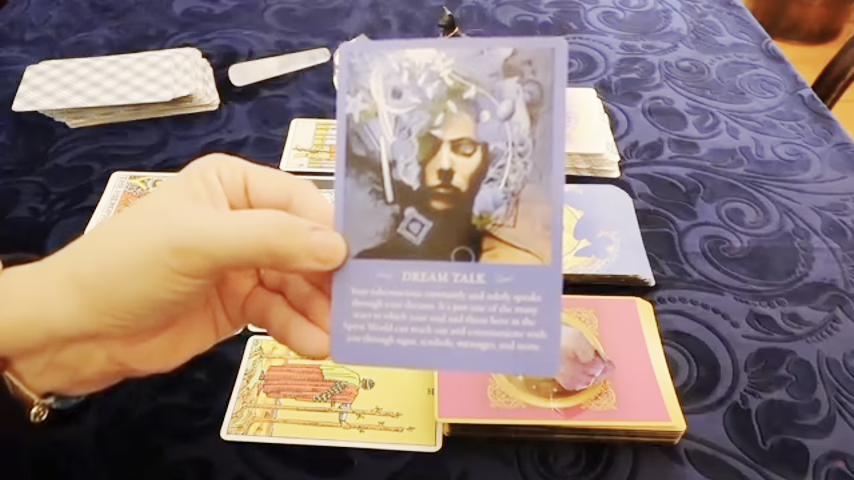 DREAM TALK
Your subconscious constantly and subtly speaks
through your dreams. It's just one of the many
ways in which your soul and those here in the
Spirit World can reach out and communicate with
you through signs, symbols, messages, and more.
III